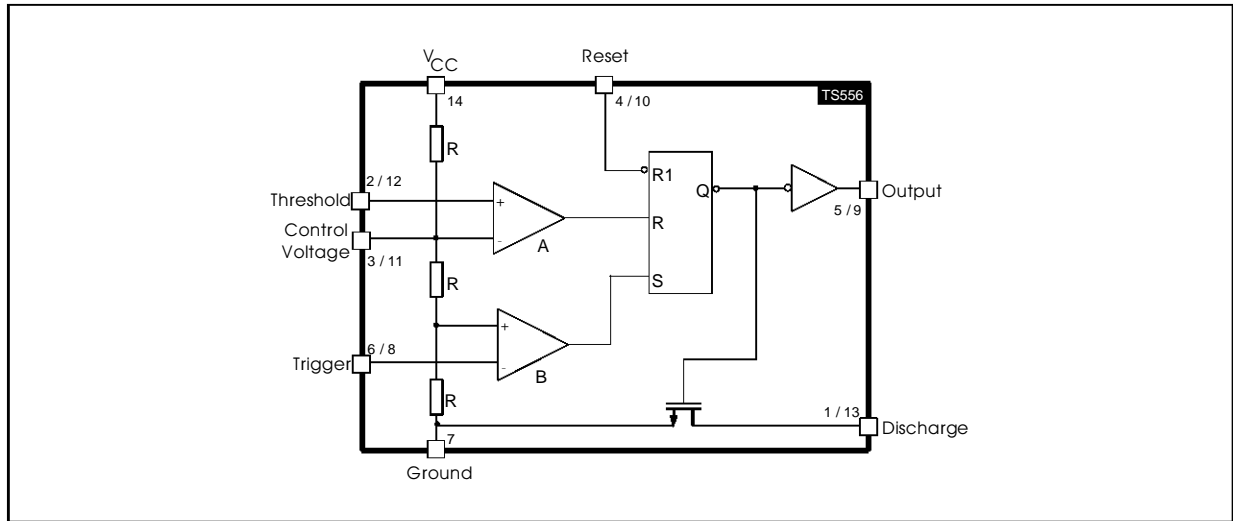 VCC
Reset
TS556
14
4 / 10
R
R1
2 / 12
Q
Threshold
+
Output
5 / 9
Control
Voltage
-
R
3 / 11
A
R
S
+
6 / 8
Trigger
-
B
R
1 / 13
Discharge
7
Ground